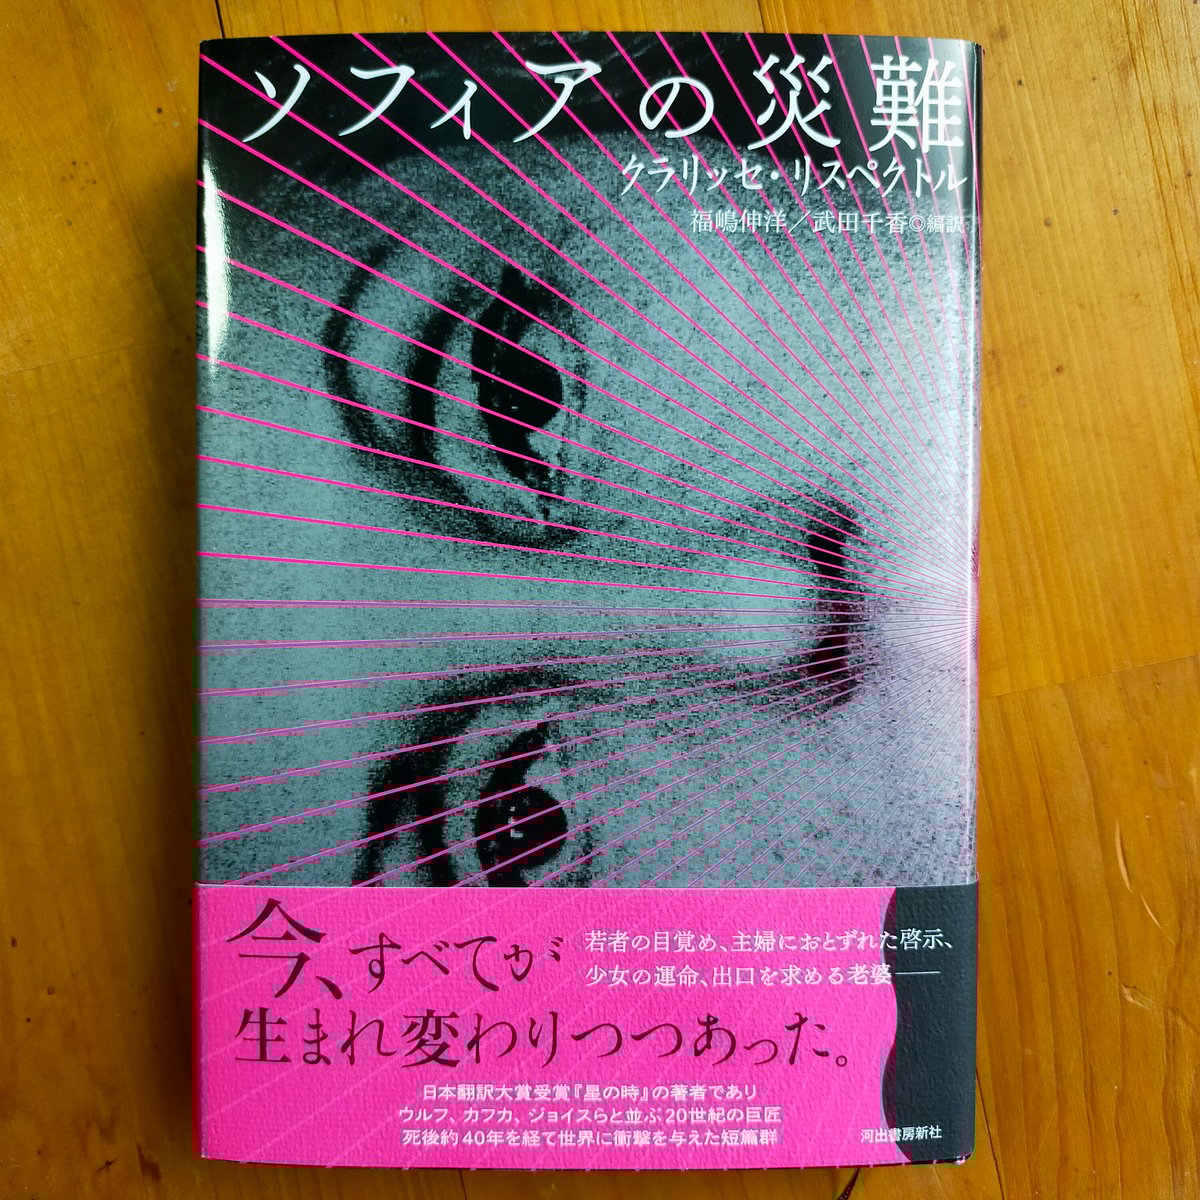 ソフィアの災難
クラリッセ・リスペクトル
福嶋伸洋／武田千香◎編訳
今、すべてが
生まれ変わりつつあった。
若者の目覚め、主婦におとずれた啓示、
少女の運命、出口を求める老婆――
日本翻訳大賞受賞『星の時』の著者であり
ウルフ、カフカ、ジョイスらと並ぶ20世紀の巨匠
死後約40年を経て世界に衝撃を与えた短篇群
河出書房新社